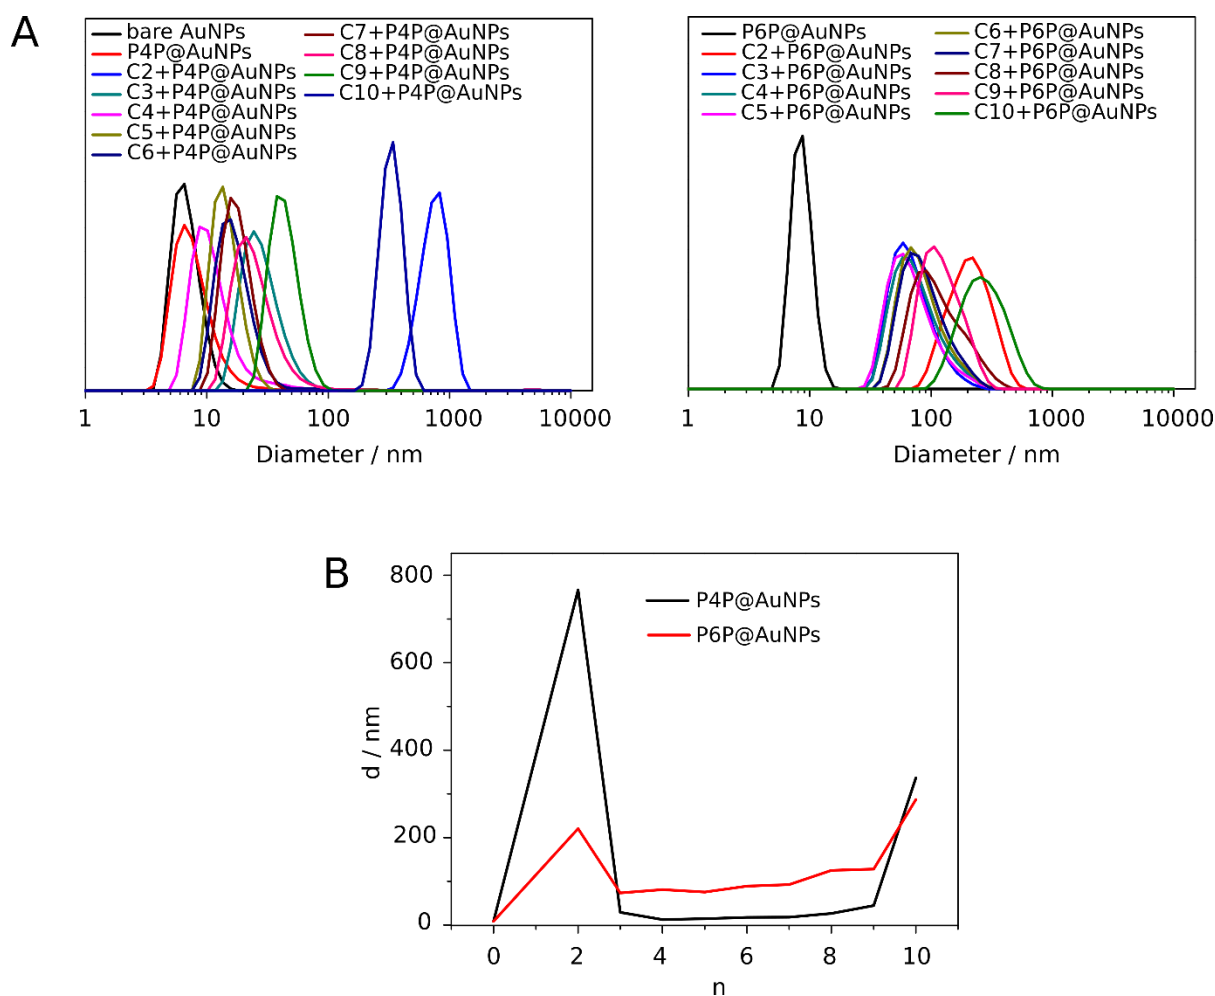 A
bare AuNPs
P4P@AuNPs
C2+P4P@AuNPs
C3+P4P@AuNPs
C4+P4P@AuNPs
C5+P4P@AuNPs
C6+P4P@AuNPs
C7+P4P@AuNPs
C8+P4P@AuNPs
C9+P4P@AuNPs
C10+P4P@AuNPs
1 10 100 1000 10000
Diameter / nm
P6P@AuNPs
C2+P6P@AuNPs
C3+P6P@AuNPs
C4+P6P@AuNPs
C5+P6P@AuNPs
C6+P6P@AuNPs
C7+P6P@AuNPs
C8+P6P@AuNPs
C9+P6P@AuNPs
C10+P6P@AuNPs
1 10 100 1000 10000
Diameter / nm
B
P4P@AuNPs
P6P@AuNPs
800
600
400
200
0
d / nm
0 2 4 6 8 10
n